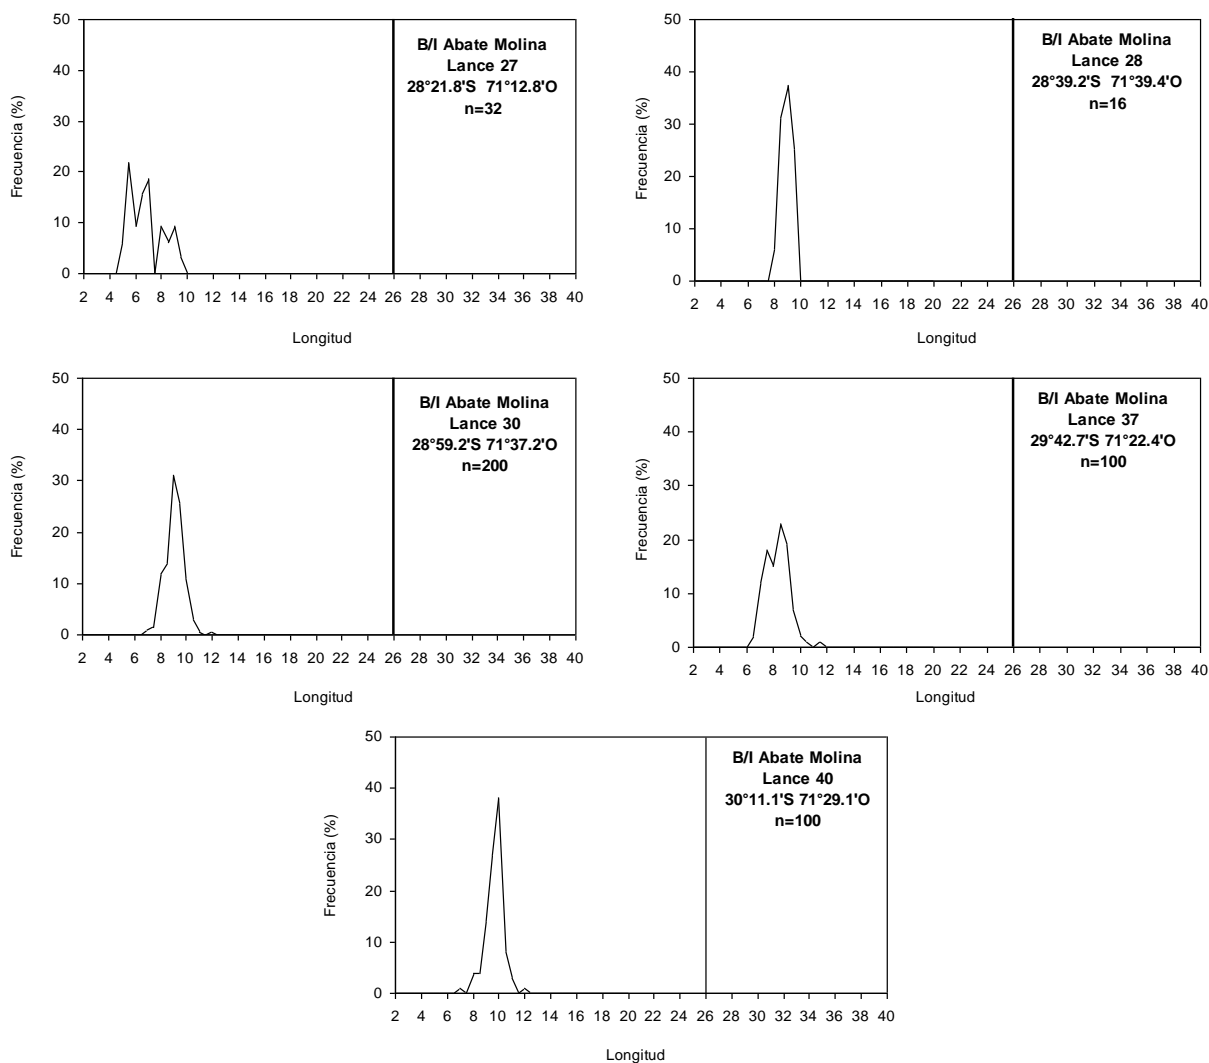 50
40
30
20
10
0
Frecuencia (%)
2 4 6 8 10 12 14 16 18 20 22 24 26 28 30 32 34 36 38 40
Longitud
B/I Abate Molina
Lance 27
28°21.8'S 71°12.8'O
n=32
50
40
30
20
10
0
Frecuencia (%)
2 4 6 8 10 12 14 16 18 20 22 24 26 28 30 32 34 36 38 40
Longitud
B/I Abate Molina
Lance 28
28°39.2'S 71°39.4'O
n=16
50
40
30
20
10
0
Frecuencia (%)
2 4 6 8 10 12 14 16 18 20 22 24 26 28 30 32 34 36 38 40
Longitud
B/I Abate Molina
Lance 30
28°59.2'S 71°37.2'O
n=200
50
40
30
20
10
0
Frecuencia (%)
2 4 6 8 10 12 14 16 18 20 22 24 26 28 30 32 34 36 38 40
Longitud
B/I Abate Molina
Lance 37
29°42.7'S 71°22.4'O
n=100
50
40
30
20
10
0
Frecuencia (%)
2 4 6 8 10 12 14 16 18 20 22 24 26 28 30 32 34 36 38 40
Longitud
B/I Abate Molina
Lance 40
30°11.1'S 71°29.1'O
n=100